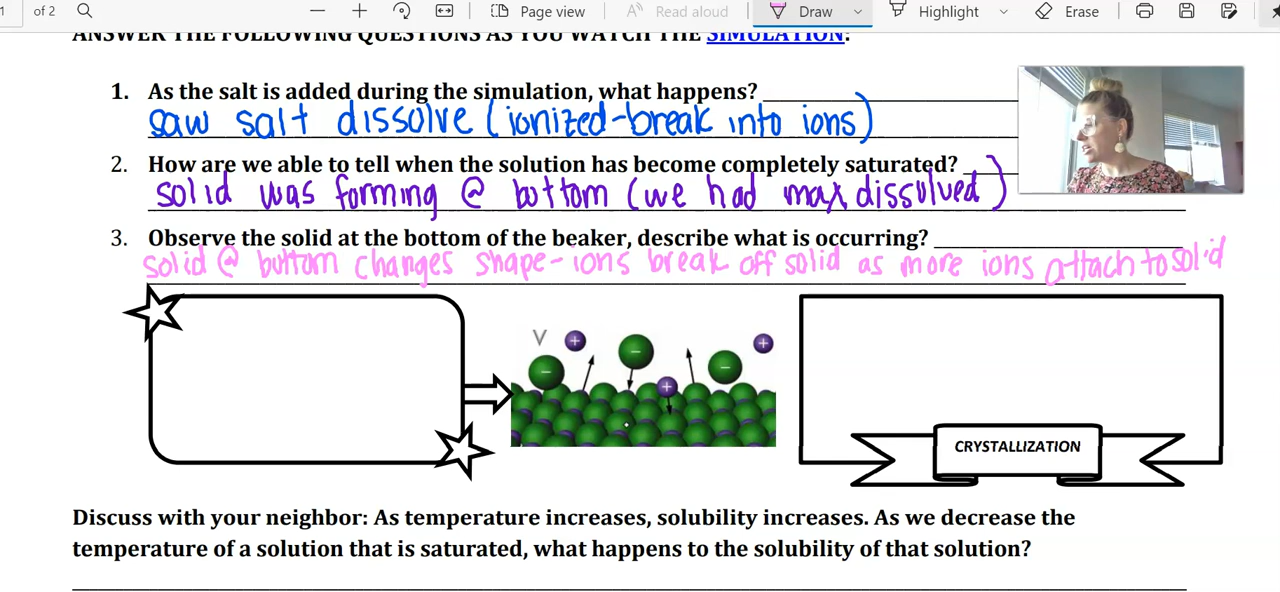 1 of 2 Page view Read aloud Draw Highlight Erase
ANSWER THE FOLLOWING QUESTIONS AS YOU WATCH THE SIMULATION:
1. As the salt is added during the simulation, what happens?
saw salt dissolve (ionized-break into ions)
2. How are we able to tell when the solution has become completely saturated?
solid was forming @ bottom (we had max dissolved)
3. Observe the solid at the bottom of the beaker, describe what is occurring?
solid @ bottom changes shape-ions break off solid as more ions attach to solid
V + − +
− − +
CRYSTALLIZATION
Discuss with your neighbor: As temperature increases, solubility increases. As we decrease the
temperature of a solution that is saturated, what happens to the solubility of that solution?